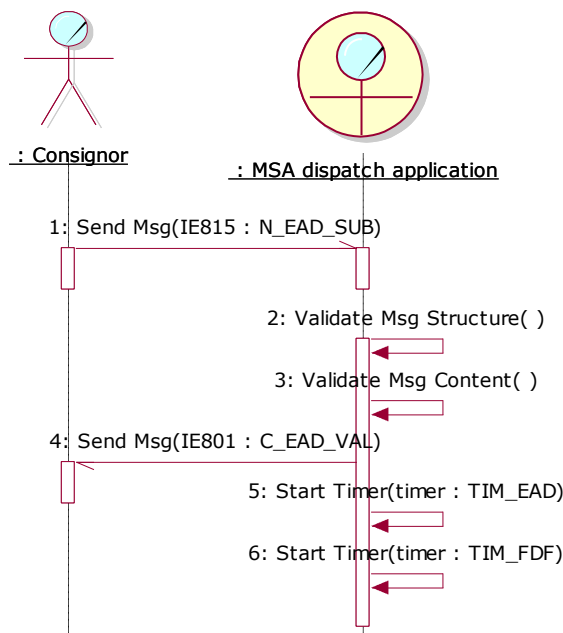 : Consignor
: MSA dispatch application
1: Send Msg(IE815 : N_EAD_SUB)
2: Validate Msg Structure( )
3: Validate Msg Content( )
4: Send Msg(IE801 : C_EAD_VAL)
5: Start Timer(timer : TIM_EAD)
6: Start Timer(timer : TIM_FDF)